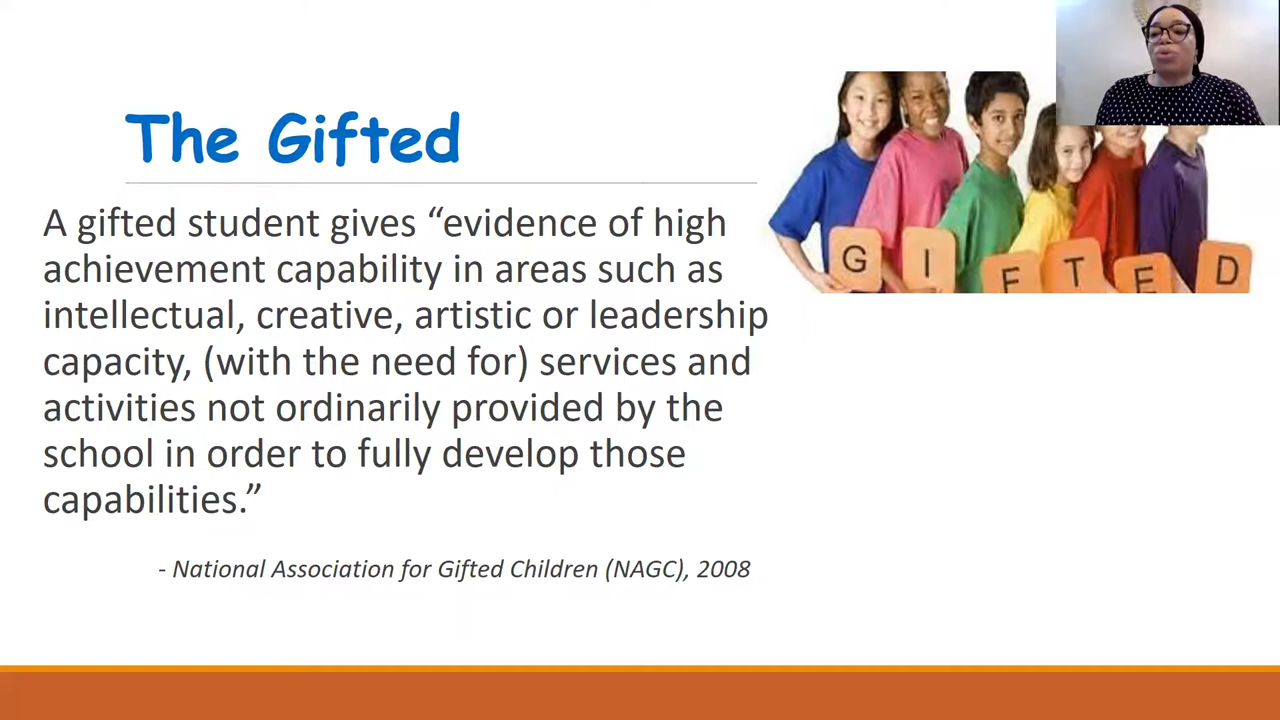 The Gifted
A gifted student gives “evidence of high
achievement capability in areas such as
intellectual, creative, artistic or leadership
capacity, (with the need for) services and
activities not ordinarily provided by the
school in order to fully develop those
capabilities.”
- National Association for Gifted Children (NAGC), 2008
G I F T E D